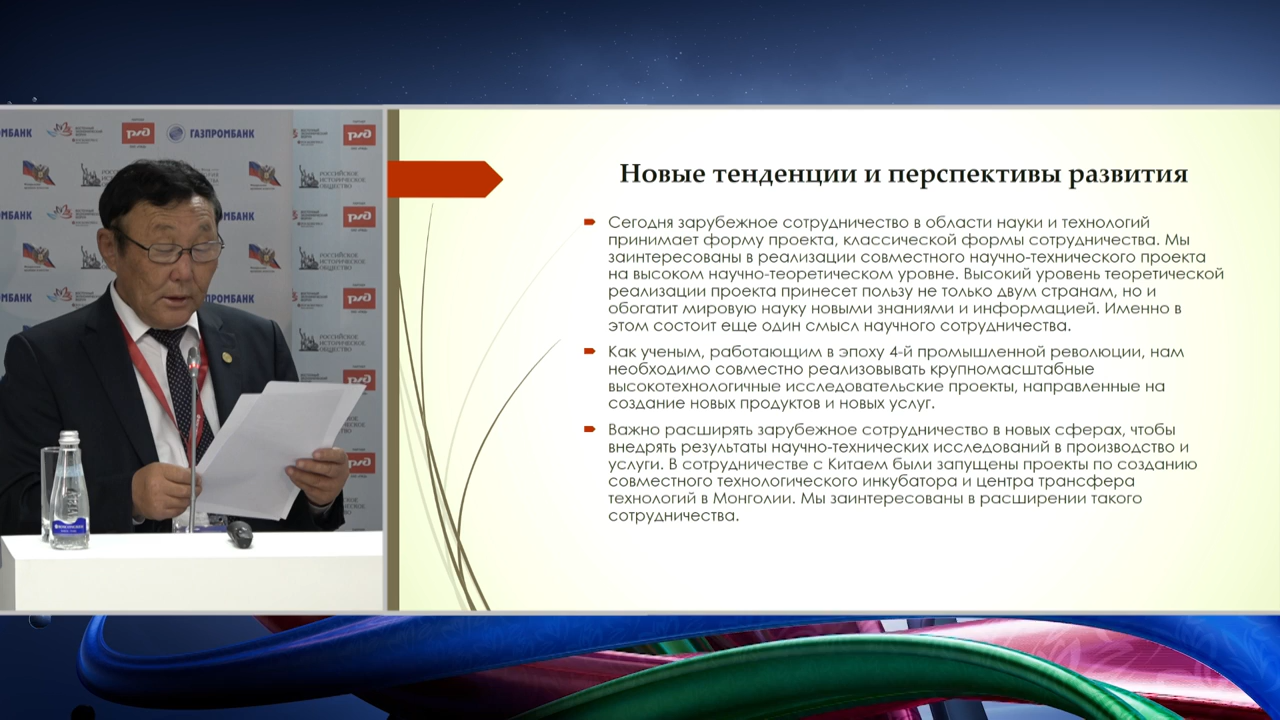 ГАЗПРОМБАНК
РОССИЙСКОЕ
ИСТОРИЧЕСКОЕ
ОБЩЕСТВО
Новые тенденции и перспективы развития
Сегодня зарубежное сотрудничество в области науки и технологий
принимает форму проекта, классической формы сотрудничества. Мы
заинтересованы в реализации совместного научно-технического проекта
на высоком научно-теоретическом уровне. Высокий уровень теоретической
реализации проекта принесет пользу не только двум странам, но и
обогатит мировую науку новыми знаниями и информацией. Именно в
этом состоит еще один смысл научного сотрудничества.
Как ученым, работающим в эпоху 4-й промышленной революции, нам
необходимо совместно реализовывать крупномасштабные
высокотехнологичные исследовательские проекты, направленные на
создание новых продуктов и новых услуг.
Важно расширять зарубежное сотрудничество в новых сферах, чтобы
внедрять результаты научно-технических исследований в производство и
услуги. В сотрудничестве с Китаем были запущены проекты по созданию
совместного технологического инкубатора и центра трансфера
технологий в Монголии. Мы заинтересованы в расширении такого
сотрудничества.